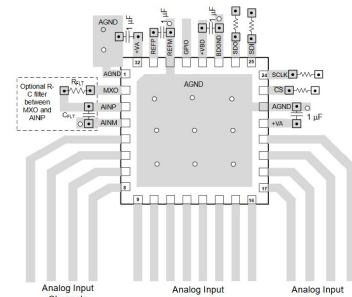 AGND
1 µF
+VA
REFP
REFM
1 µF
GPIO
+VBD
BDGND
1 µF
SDO
SDI
32
25
AGND
1
24
SCLK
Optional R-
C filter
between
MXO and
AINP
RFLT
MXO
CS
AINP
AGND
CFLT
AINM
+VA
1 µF
AGND
8
17
9
16
Analog Input
Analog Input
Analog Input